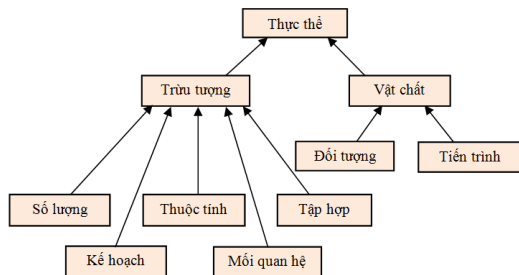 Thực thể
Trừu tượng
Vật chất
Đối tượng
Tiến trình
Số lượng
Thuộc tính
Tập hợp
Kế hoạch
Mối quan hệ